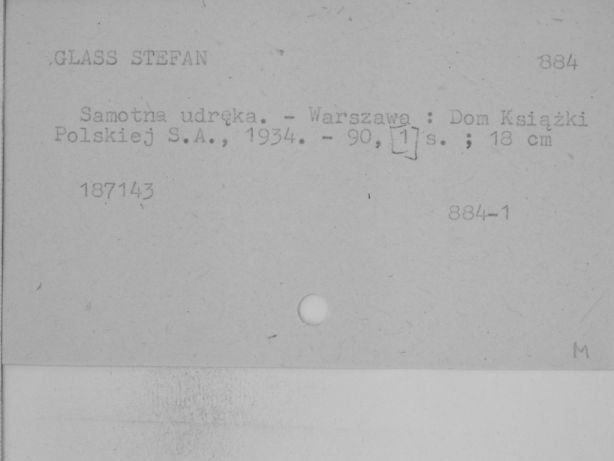 GLASS STEFAN 884
Samotna udręka. - Warszawa : Dom Książki
Polskiej S.A., 1934. - 90, [1] s. ; 18 cm
187143
884-1
M